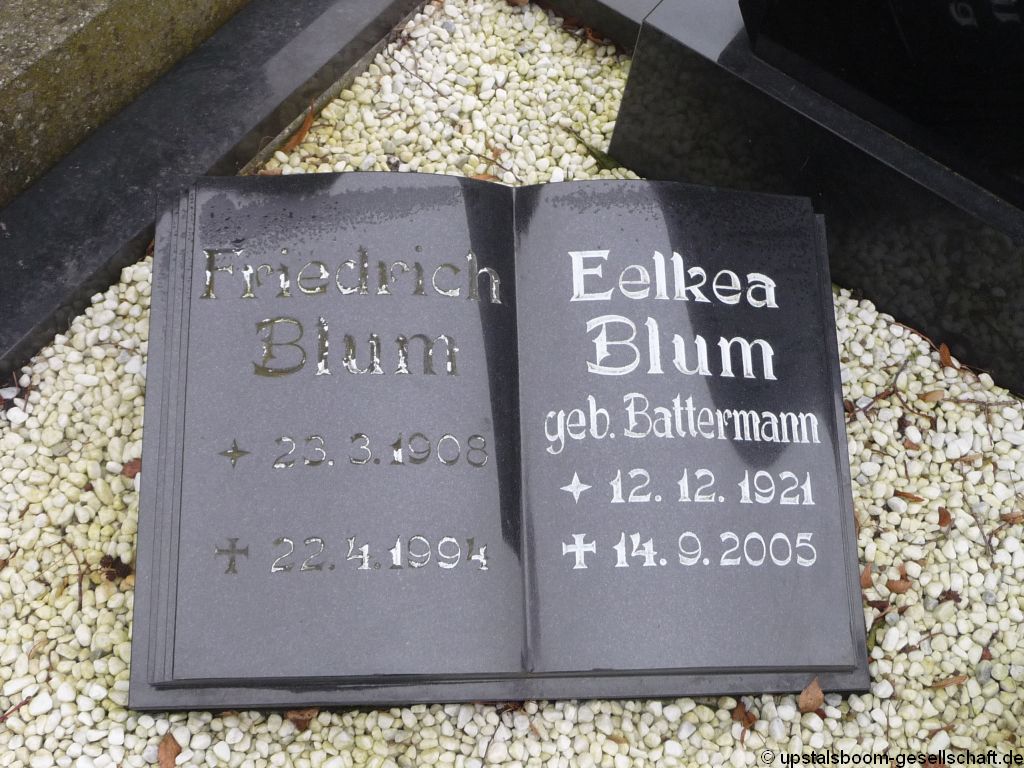 Friedrich
Blum
23. 3. 1908
22. 4. 1994
Eelkea
Blum
geb. Battermann
12. 12. 1921
14. 9. 2005
© upstalsboom-gesellschaft.de